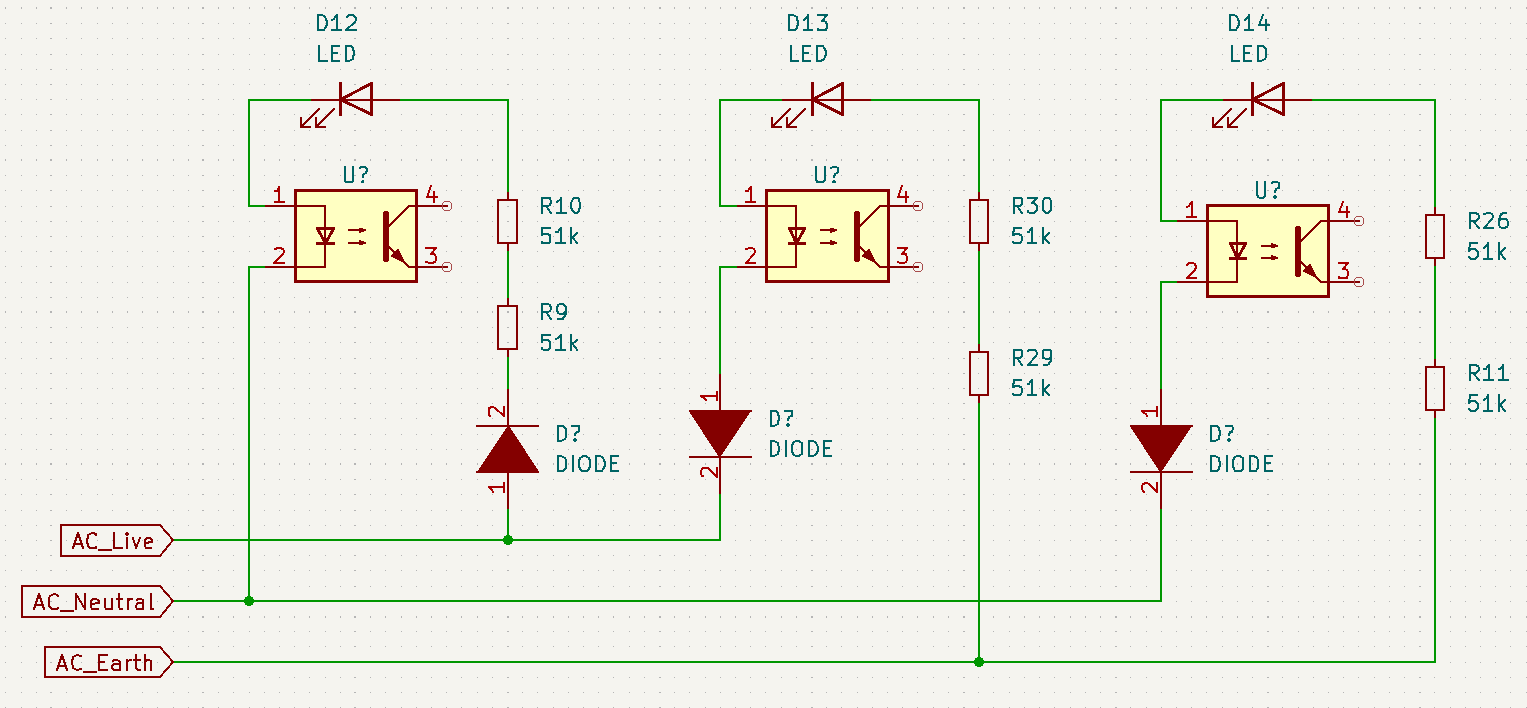 D12
LED
D13
LED
D14
LED
U?
1
4
2
3
R10
51k
R9
51k
2
D?
DIODE
1
U?
1
4
2
3
R30
51k
R29
51k
1
D?
DIODE
2
U?
1
4
2
3
R26
51k
R11
51k
1
D?
DIODE
2
AC_Live
AC_Neutral
AC_Earth